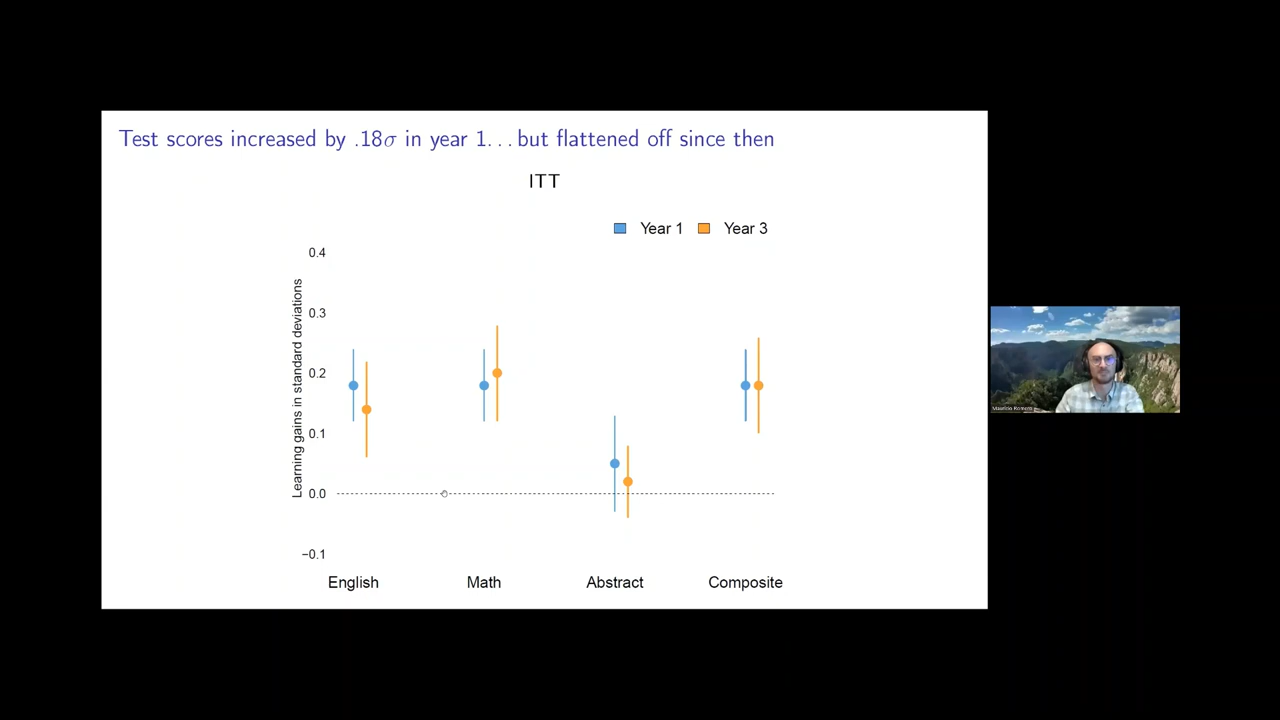 Test scores increased by .18σ in year 1. . . but flattened off since then
ITT
Year 1 Year 3
Learning gains in standard deviations
0.4
0.3
0.2
0.1
0.0
−0.1
English Math Abstract Composite
Mauricio Romero